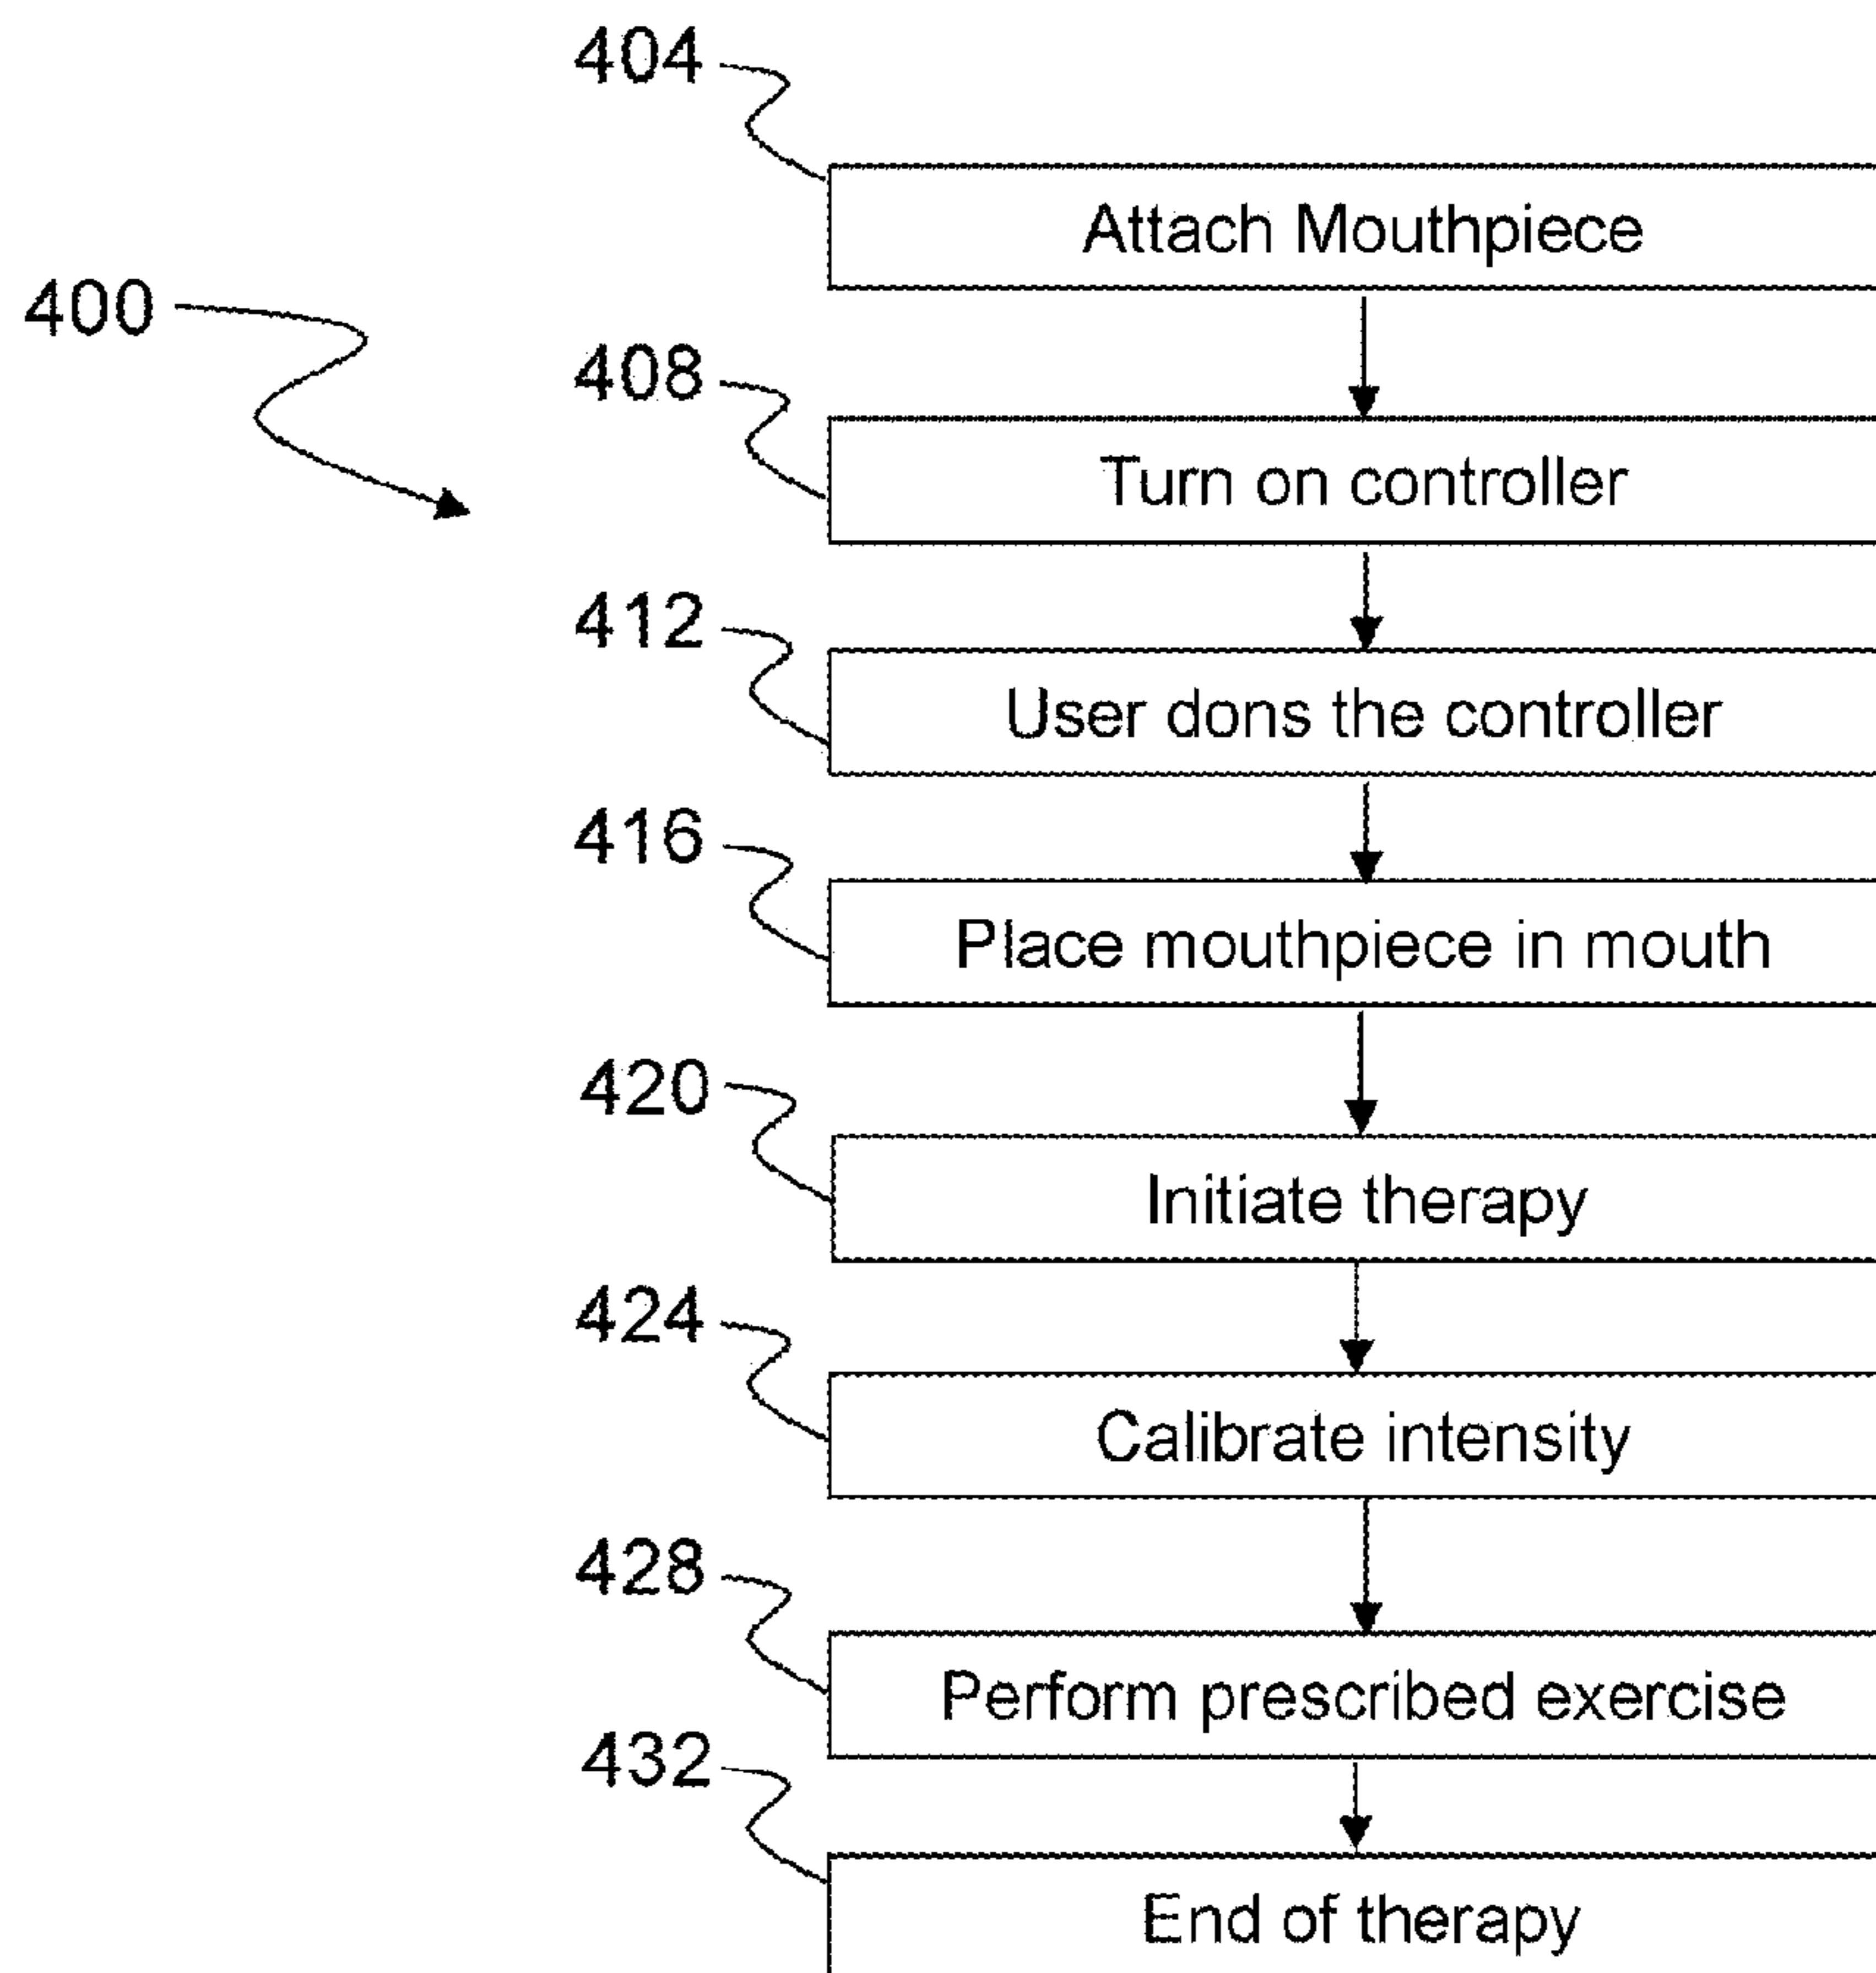 404
Attach Mouthpiece
400
408
Turn on controller
412
User dons the controller
416
Place mouthpiece in mouth
420
Initiate therapy
424
Calibrate intensity
428
Perform prescribed exercise
432
End of therapy